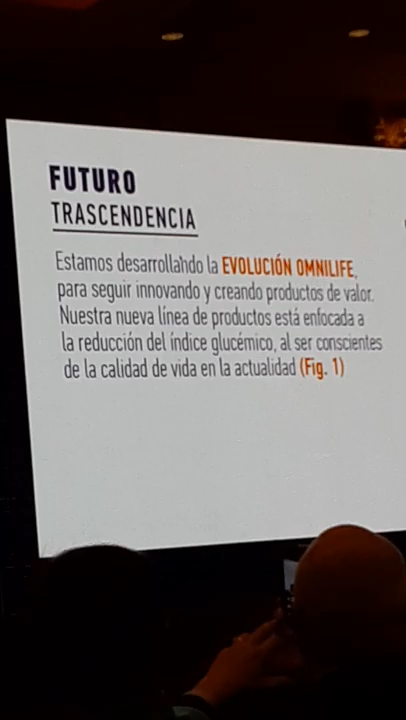 FUTURO
TRASCENDENCIA
Estamos desarrollando la EVOLUCIÓN OMNILIFE,
para seguir innovando y creando productos de valor.
Nuestra nueva línea de productos está enfocada a
la reducción del índice glucémico, al ser conscientes
de la calidad de vida en la actualidad (Fig. 1)